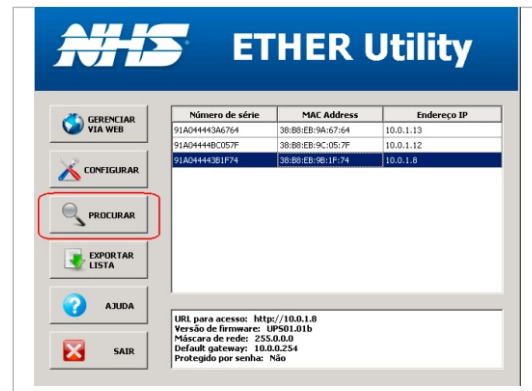 NHS ETHER Utility
GERENCIAR
VIA WEB
CONFIGURAR
PROCURAR
EXPORTAR
LISTA
AJUDA
SAIR
Número de série MAC Address Endereço IP
91A044443A6764 38:B8:EB:9A:67:64 10.0.1.13
91A04444BC057F 38:B8:EB:9C:05:7F 10.0.1.12
91A044443B1F74 38:B8:EB:9B:1F:74 10.0.1.8
URL para acesso: http://10.0.1.8
Versão de firmware: UPS01.01b
Máscara de rede: 255.0.0.0
Default gateway: 10.0.0.254
Protegido por senha: Não